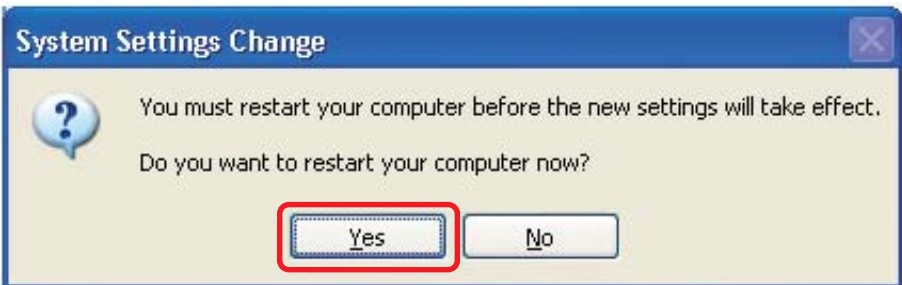 System Settings Change
You must restart your computer before the new settings will take effect.
Do you want to restart your computer now?
Yes No